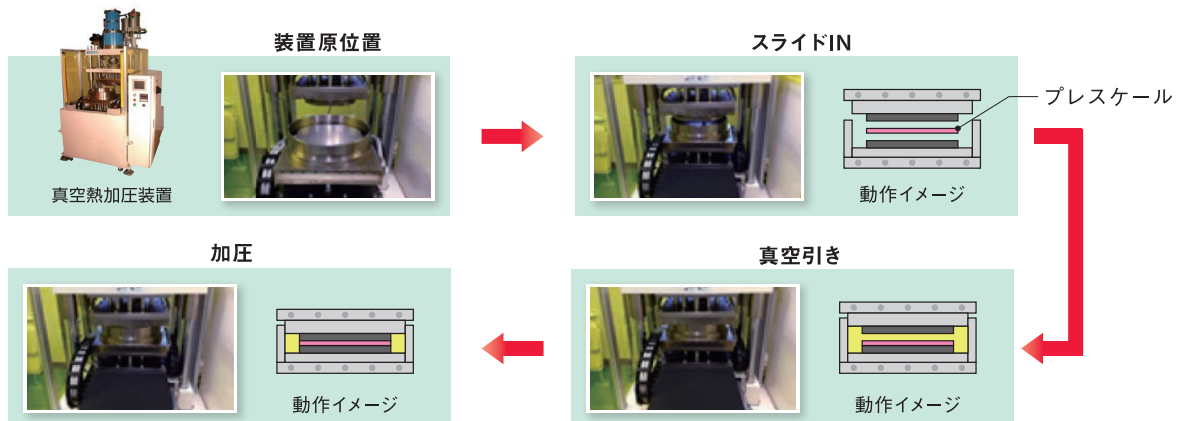 装置原位置
真空熱加圧装置
スライドIN
プレスケール
動作イメージ
真空引き
動作イメージ
加圧
動作イメージ